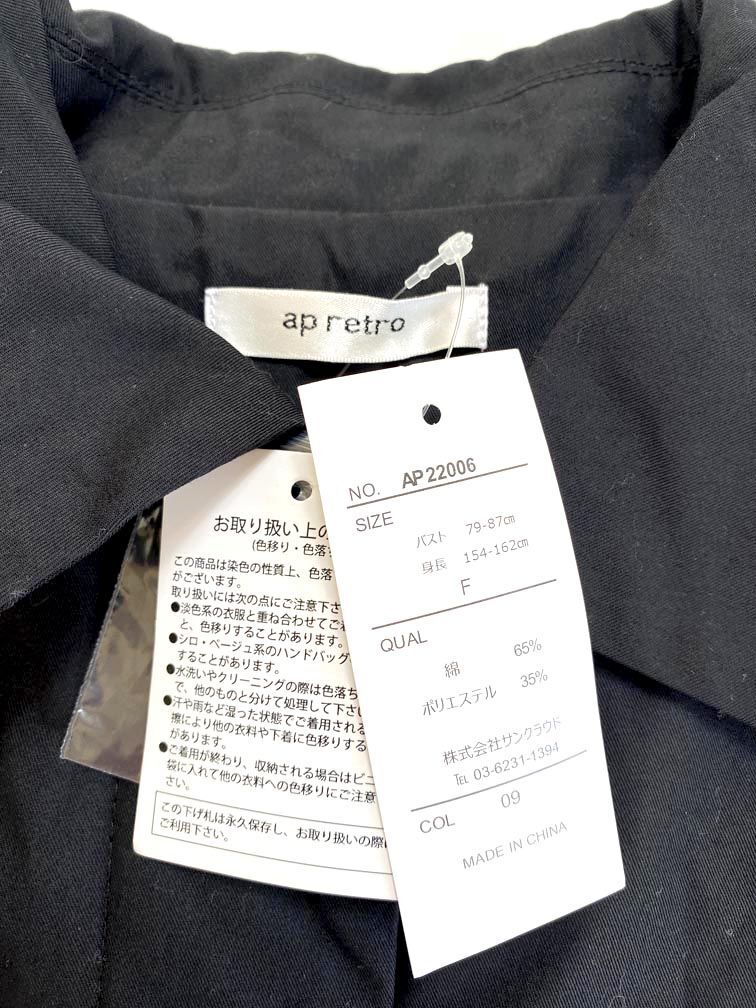 ap retro
NO. AP22006
SIZE
バスト 79-87㎝
身長 154-162㎝
F
QUAL
綿 65%
ポリエステル 35%
株式会社サンクラウド
TEL 03-6231-1394
COL 09
MADE IN CHINA
お取り扱い上の
(色移り・色落ち
この商品は染色の性質上、色落
がございます。
取り扱いには次の点にご注意下さ
●淡色系の衣服と重ね合わせてご
と、色移りすることがあります。
●シロ・ベージュ系のハンドバッグ
することがあります。
●水洗いやクリーニングの際は色落ち
で、他のものと分けて処理して下さい
●汗や雨など湿った状態でご着用される
擦により他の衣料や下着に色移りする
があります。
●ご着用が終わり、収納される場合はビニ
袋に入れて他の衣料への色移りにご注意
さい。
この下げ札は永久保存し、お取り扱いの際に
ご利用下さい。